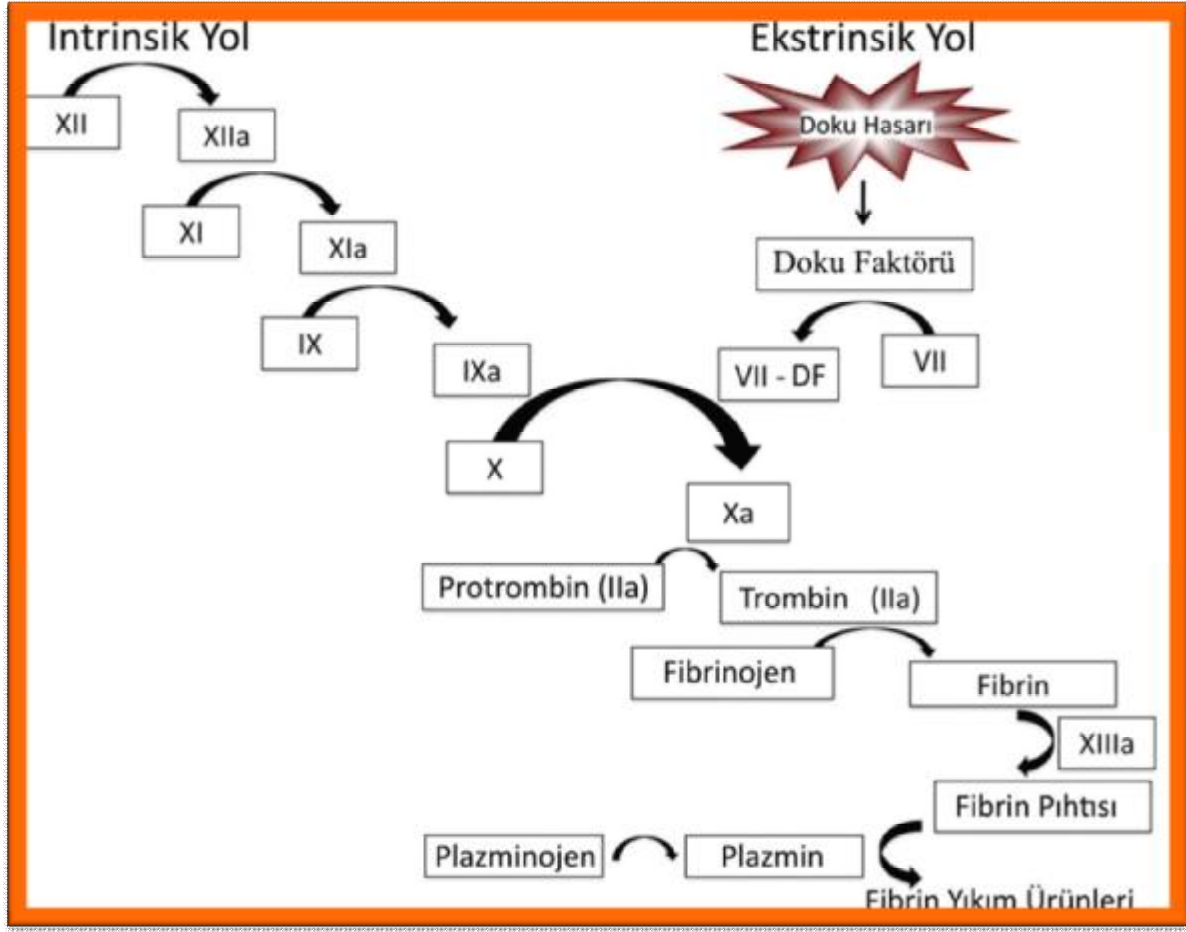 Intrinsik Yol
Ekstrinsik Yol
XII
XIIa
Doku Hasarı
XI
XIa
Doku Faktörü
IX
IXa
VII - DF
VII
X
Xa
Protrombin (IIa)
Trombin (IIa)
Fibrinojen
Fibrin
XIIIa
Fibrin Pıhtısı
Plazminojen
Plazmin
Fibrin Yıkım Ürünleri